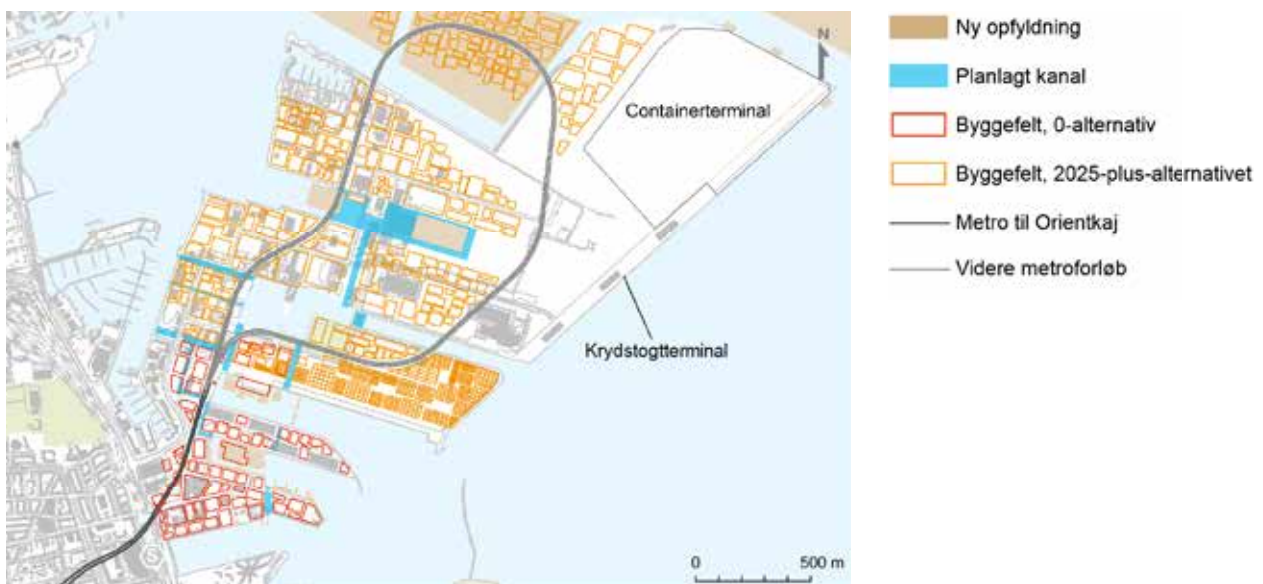 N
Containerterminal
Krydstogtterminal
S
0
500 m
Ny opfyldning
Planlagt kanal
Byggefelt, 0-alternativ
Byggefelt, 2025-plus-alternativet
Metro til Orientkaj
Videre metroforløb